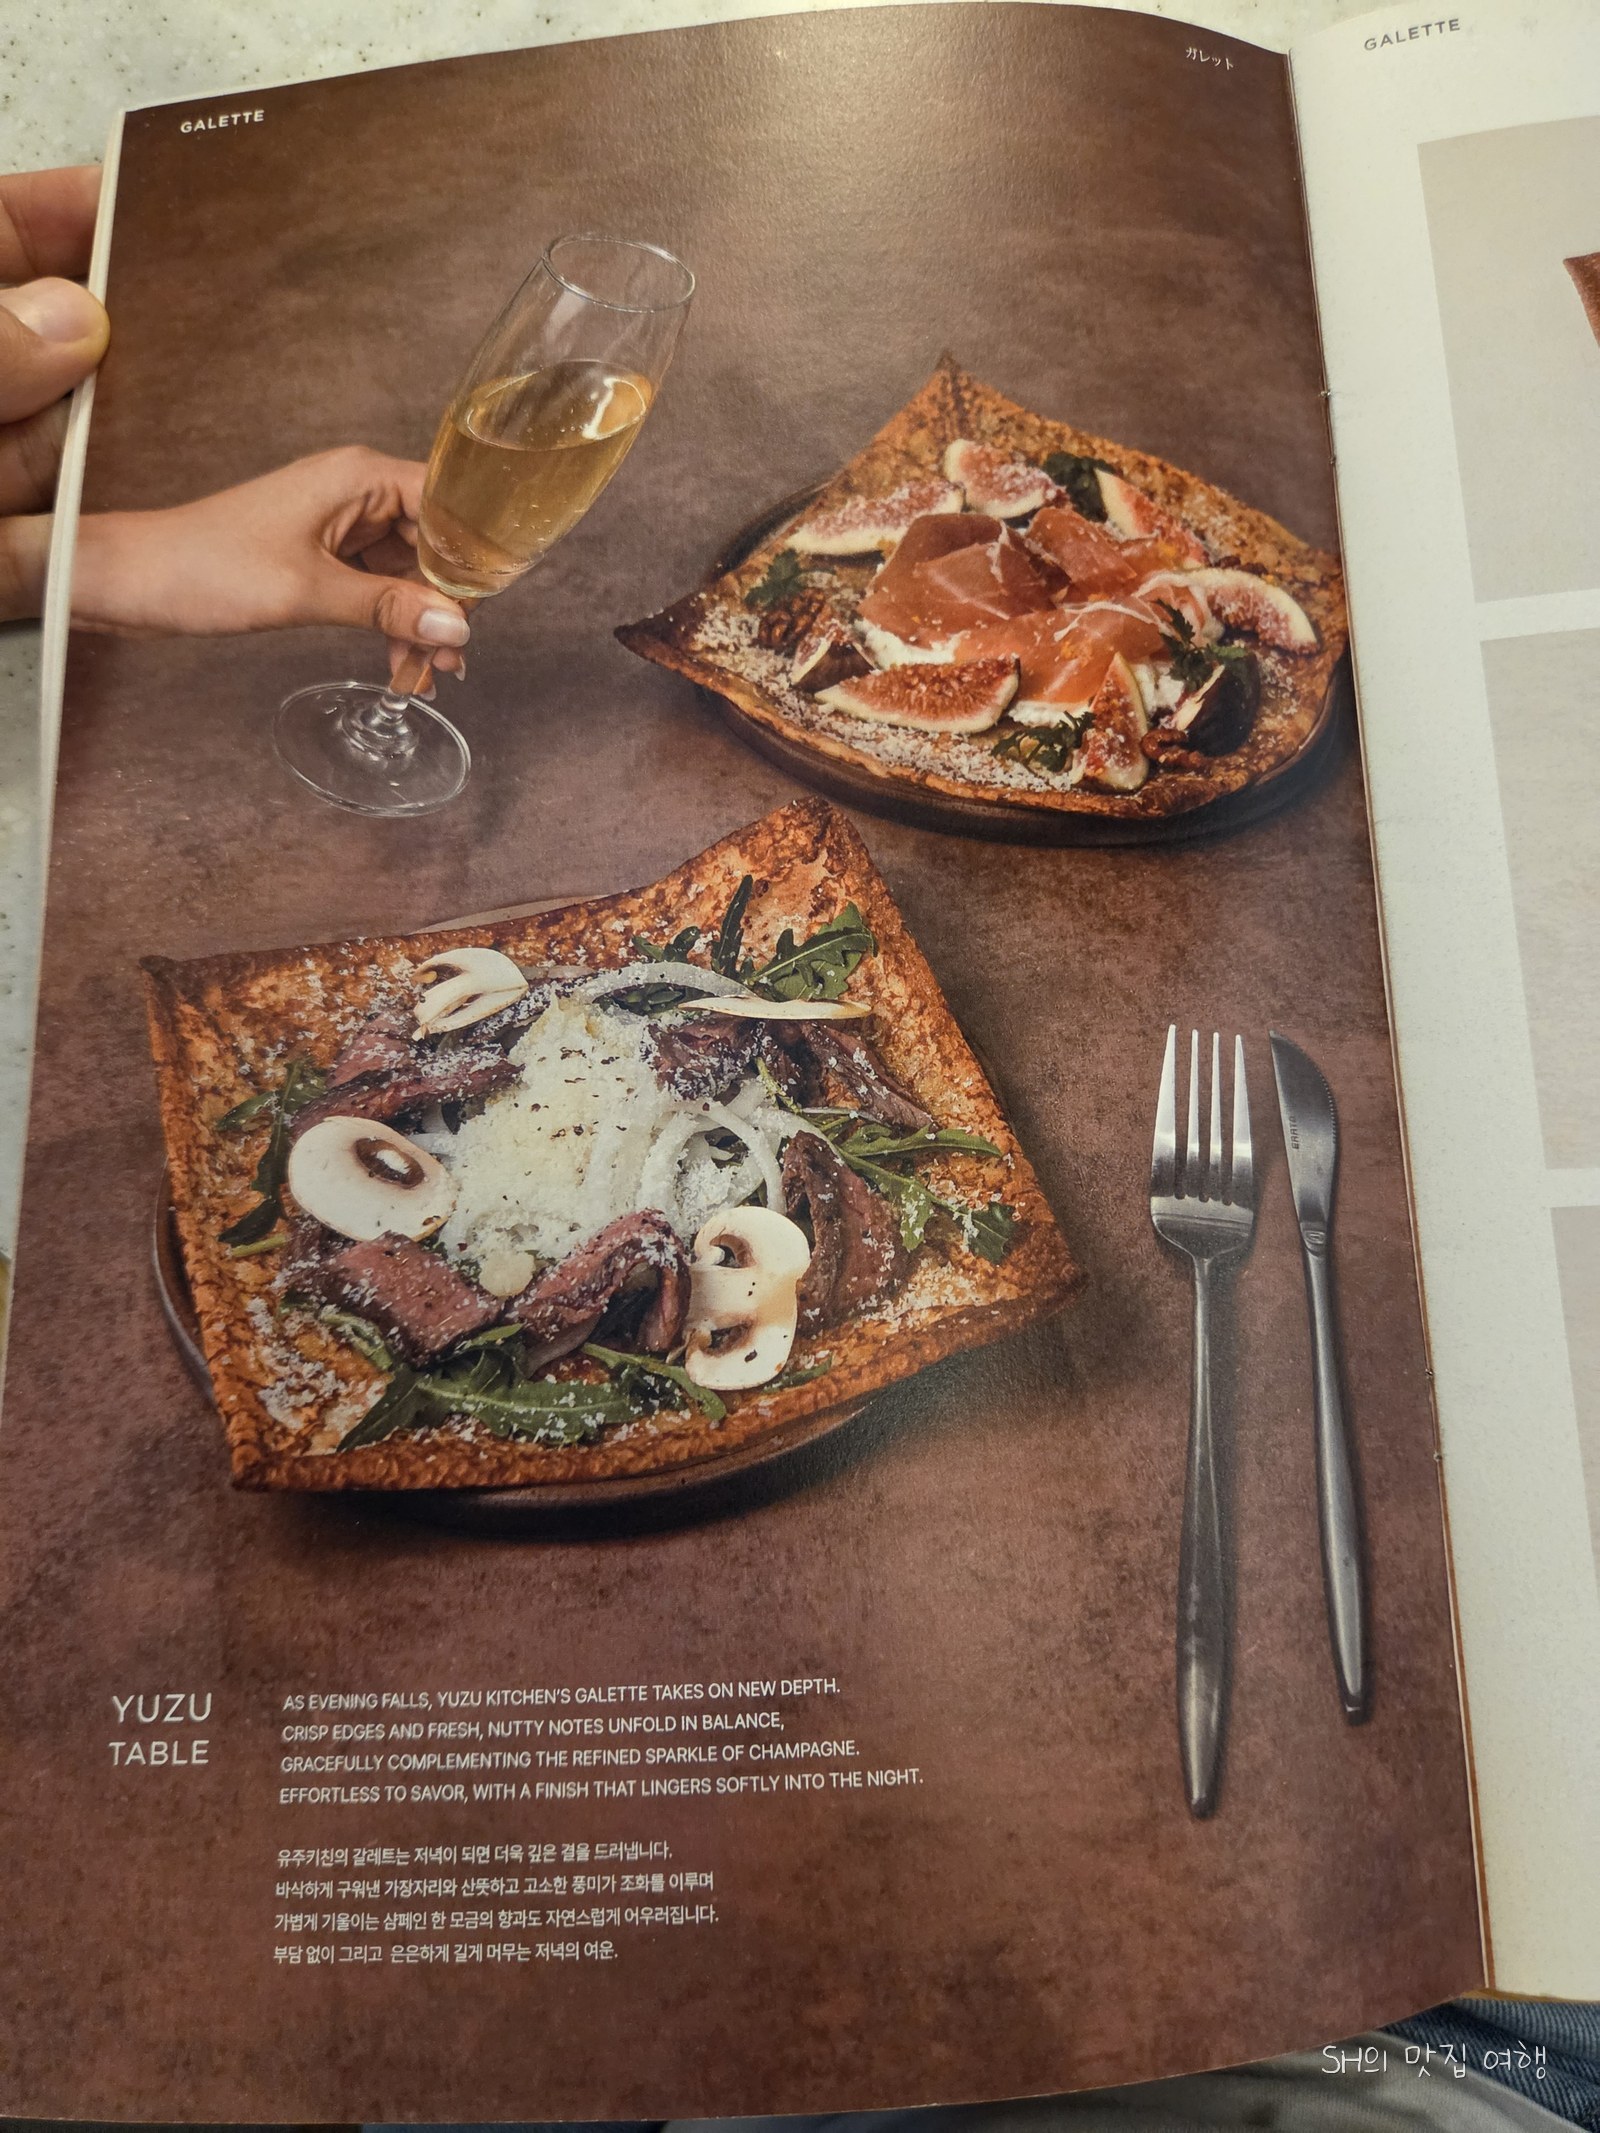 GALETTE
ガレット
GALETTE
YUZU
TABLE
AS EVENING FALLS, YUZU KITCHEN'S GALETTE TAKES ON NEW DEPTH.
CRISP EDGES AND FRESH, NUTTY NOTES UNFOLD IN BALANCE,
GRACEFULLY COMPLEMENTING THE REFINED SPARKLE OF CHAMPAGNE.
EFFORTLESS TO SAVOR, WITH A FINISH THAT LINGERS SOFTLY INTO THE NIGHT.
유주키친의 갈레트는 저녁이 되면 더욱 깊은 결을 드러냅니다.
바삭하게 구워낸 가장자리와 산뜻하고 고소한 풍미가 조화를 이루며
가볍게 기울이는 샴페인 한 모금의 향과도 자연스럽게 어우러집니다.
부담 없이 그리고 은은하게 길게 머무는 저녁의 여운.
SH의 맛집 여행